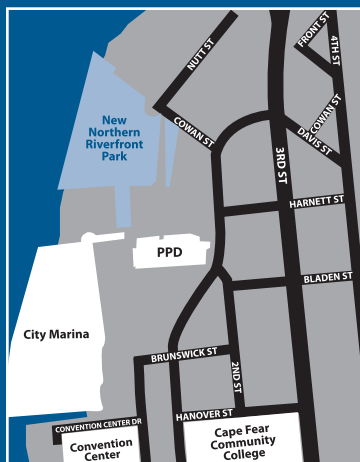 FRONT ST
4TH ST
NUTT ST
COWAN ST
New
Northern
Riverfront
Park
COWAN ST
DAVIS ST
3RD ST
HARNETT ST
PPD
BLADEN ST
City Marina
BRUNSWICK ST
2ND ST
HANOVER ST
CONVENTION CENTER DR
Convention
Center
Cape Fear
Community
College